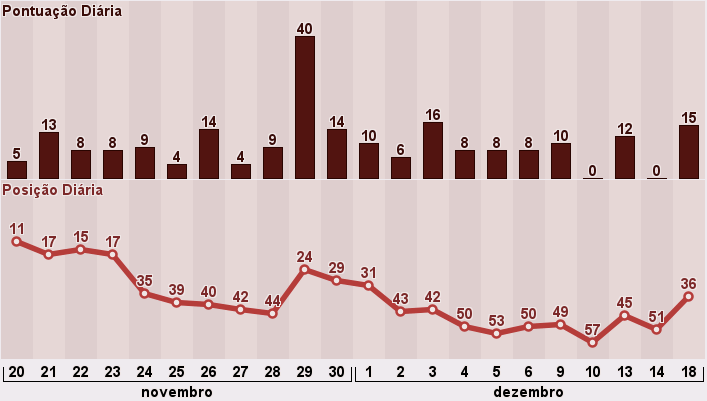 Pontuação Diária
5 13 8 8 9 4 14 4 9 40 14 10 6 16 8 8 8 10 0 12 0 15
Posição Diária
11 17 15 17 35 39 40 42 44 24 29 31 43 42 50 53 50 49 57 45 51 36
20 21 22 23 24 25 26 27 28 29 30 1 2 3 4 5 6 9 10 13 14 18
novembro dezembro